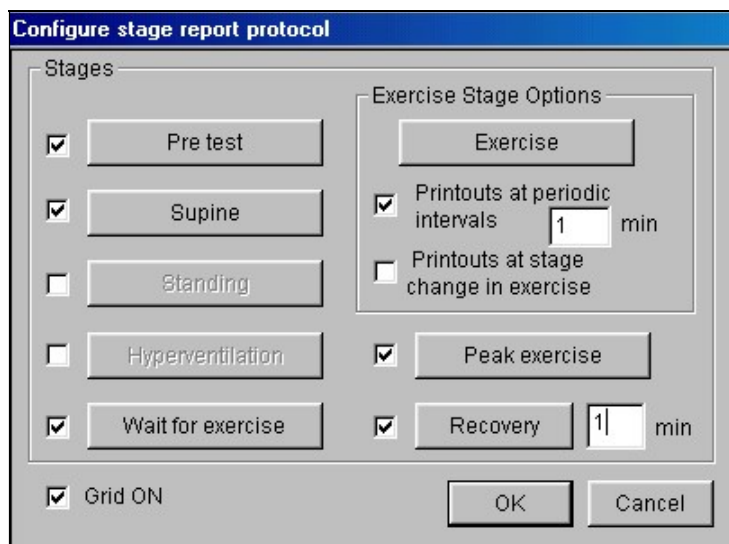 Configure stage report protocol
Stages
Pre test
Supine
Standing
Hyperventilation
Wait for exercise
Exercise Stage Options
Exercise
Printouts at periodic
intervals 1 min
Printouts at stage
change in exercise
Peak exercise
Recovery 1 min
Grid ON
OK Cancel